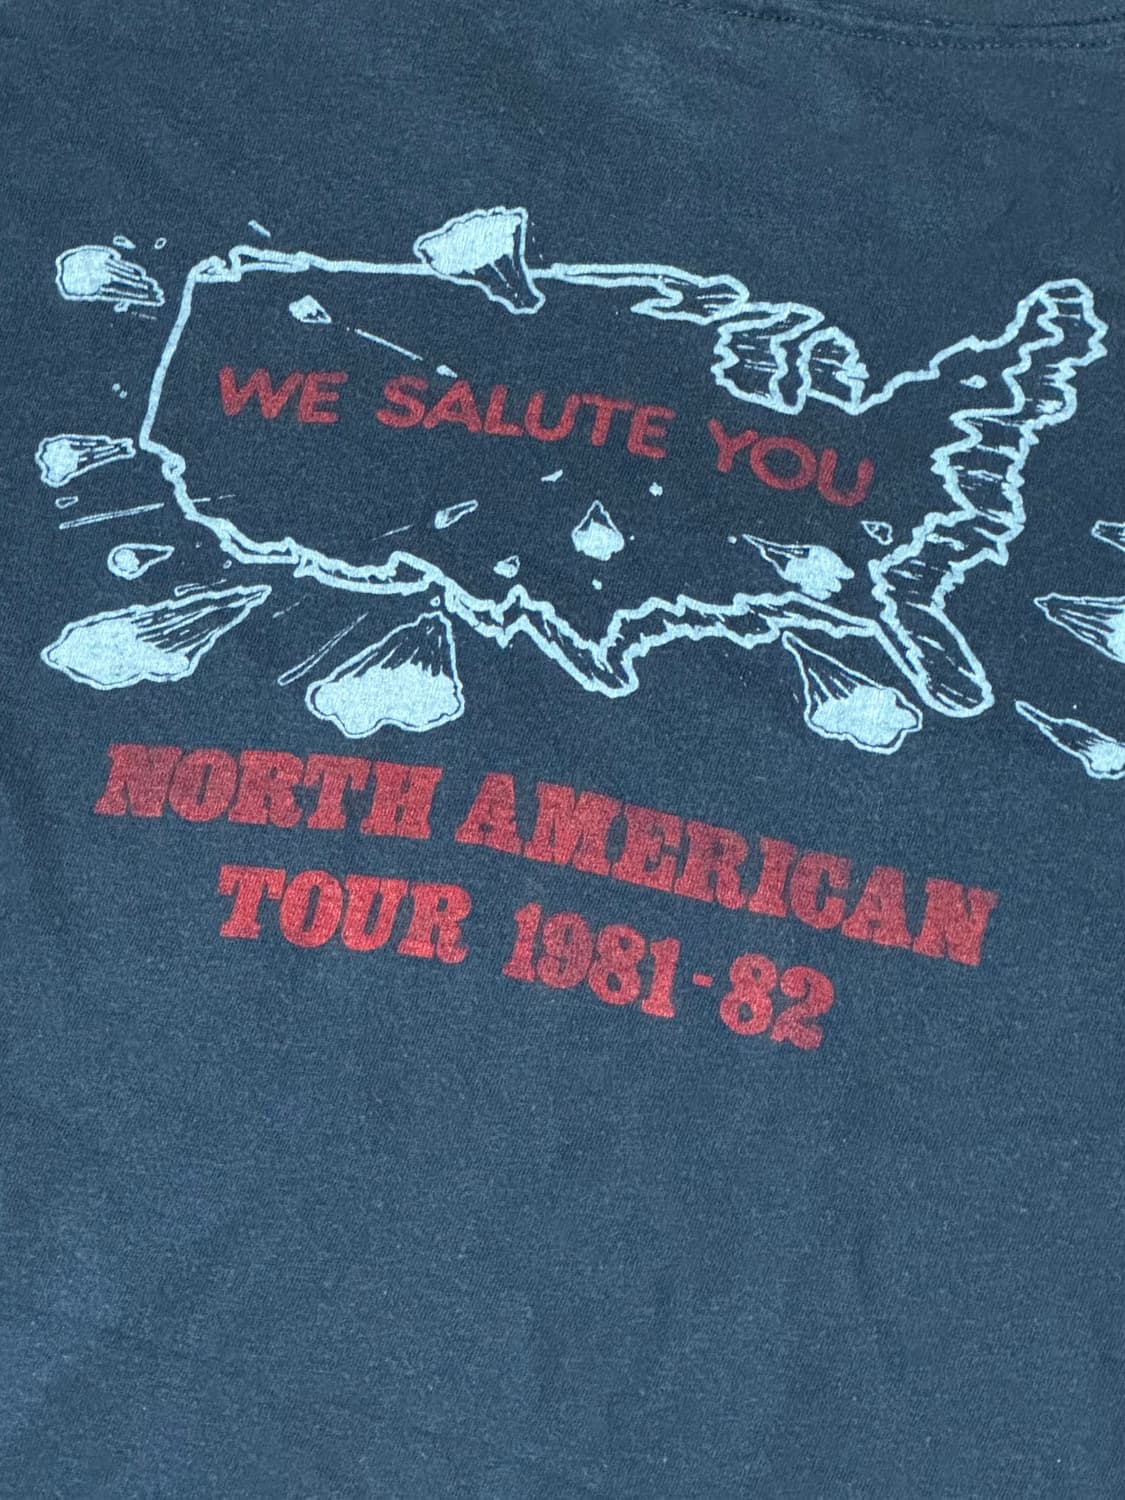 WE SALUTE YOU
NORTH AMERICAN
TOUR 1981-82